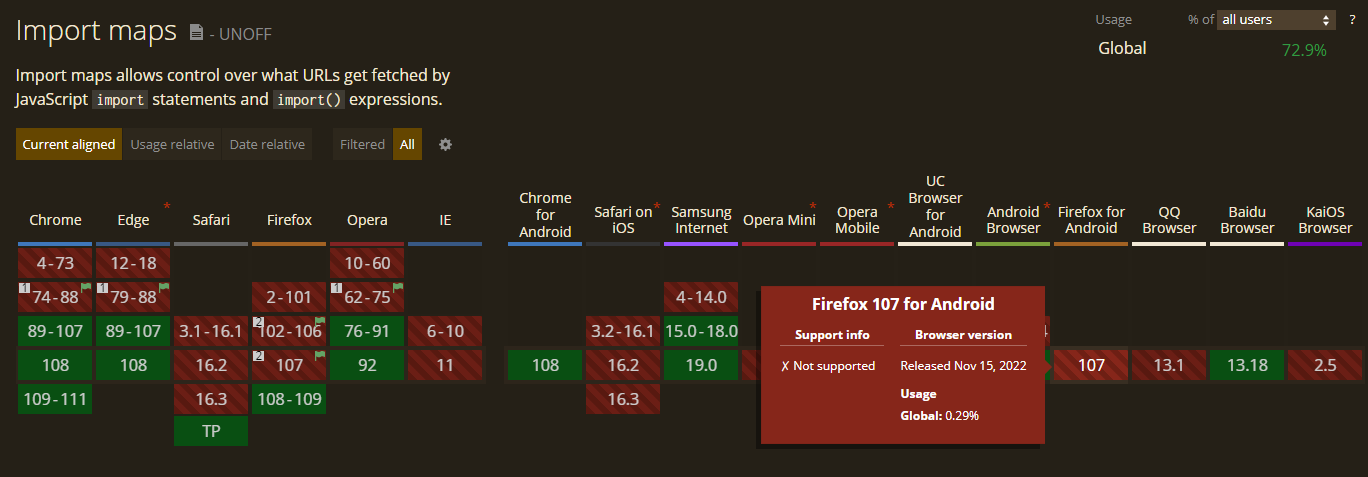 Import maps - UNOFF
Usage % of all users ?
Global 72.9%
Import maps allows control over what URLs get fetched by
JavaScript import statements and import() expressions.
Current aligned Usage relative Date relative Filtered All
Chrome
4-73
1 74-88
89-107
108
109-111
Edge *
12-18
1 79-88
89-107
108
Safari
3.1-16.1
16.2
16.3
TP
Firefox
2-101
2 102-106
2 107
108-109
Opera
10-60
1 62-75
76-91
92
IE
6-10
11
Chrome
for
Android
108
Safari on *
iOS
3.2-16.1
16.2
16.3
Samsung
Internet
4-14.0
15.0-18.0
19.0
Opera Mini *
Opera *
Mobile
UC
Browser
for
Android
Android *
Browser
Firefox for
Android
107
QQ
Browser
13.1
Baidu
Browser
13.18
KaiOS
Browser
2.5
Firefox 107 for Android
Support info
✗ Not supported
Browser version
Released Nov 15, 2022
Usage
Global: 0.29%